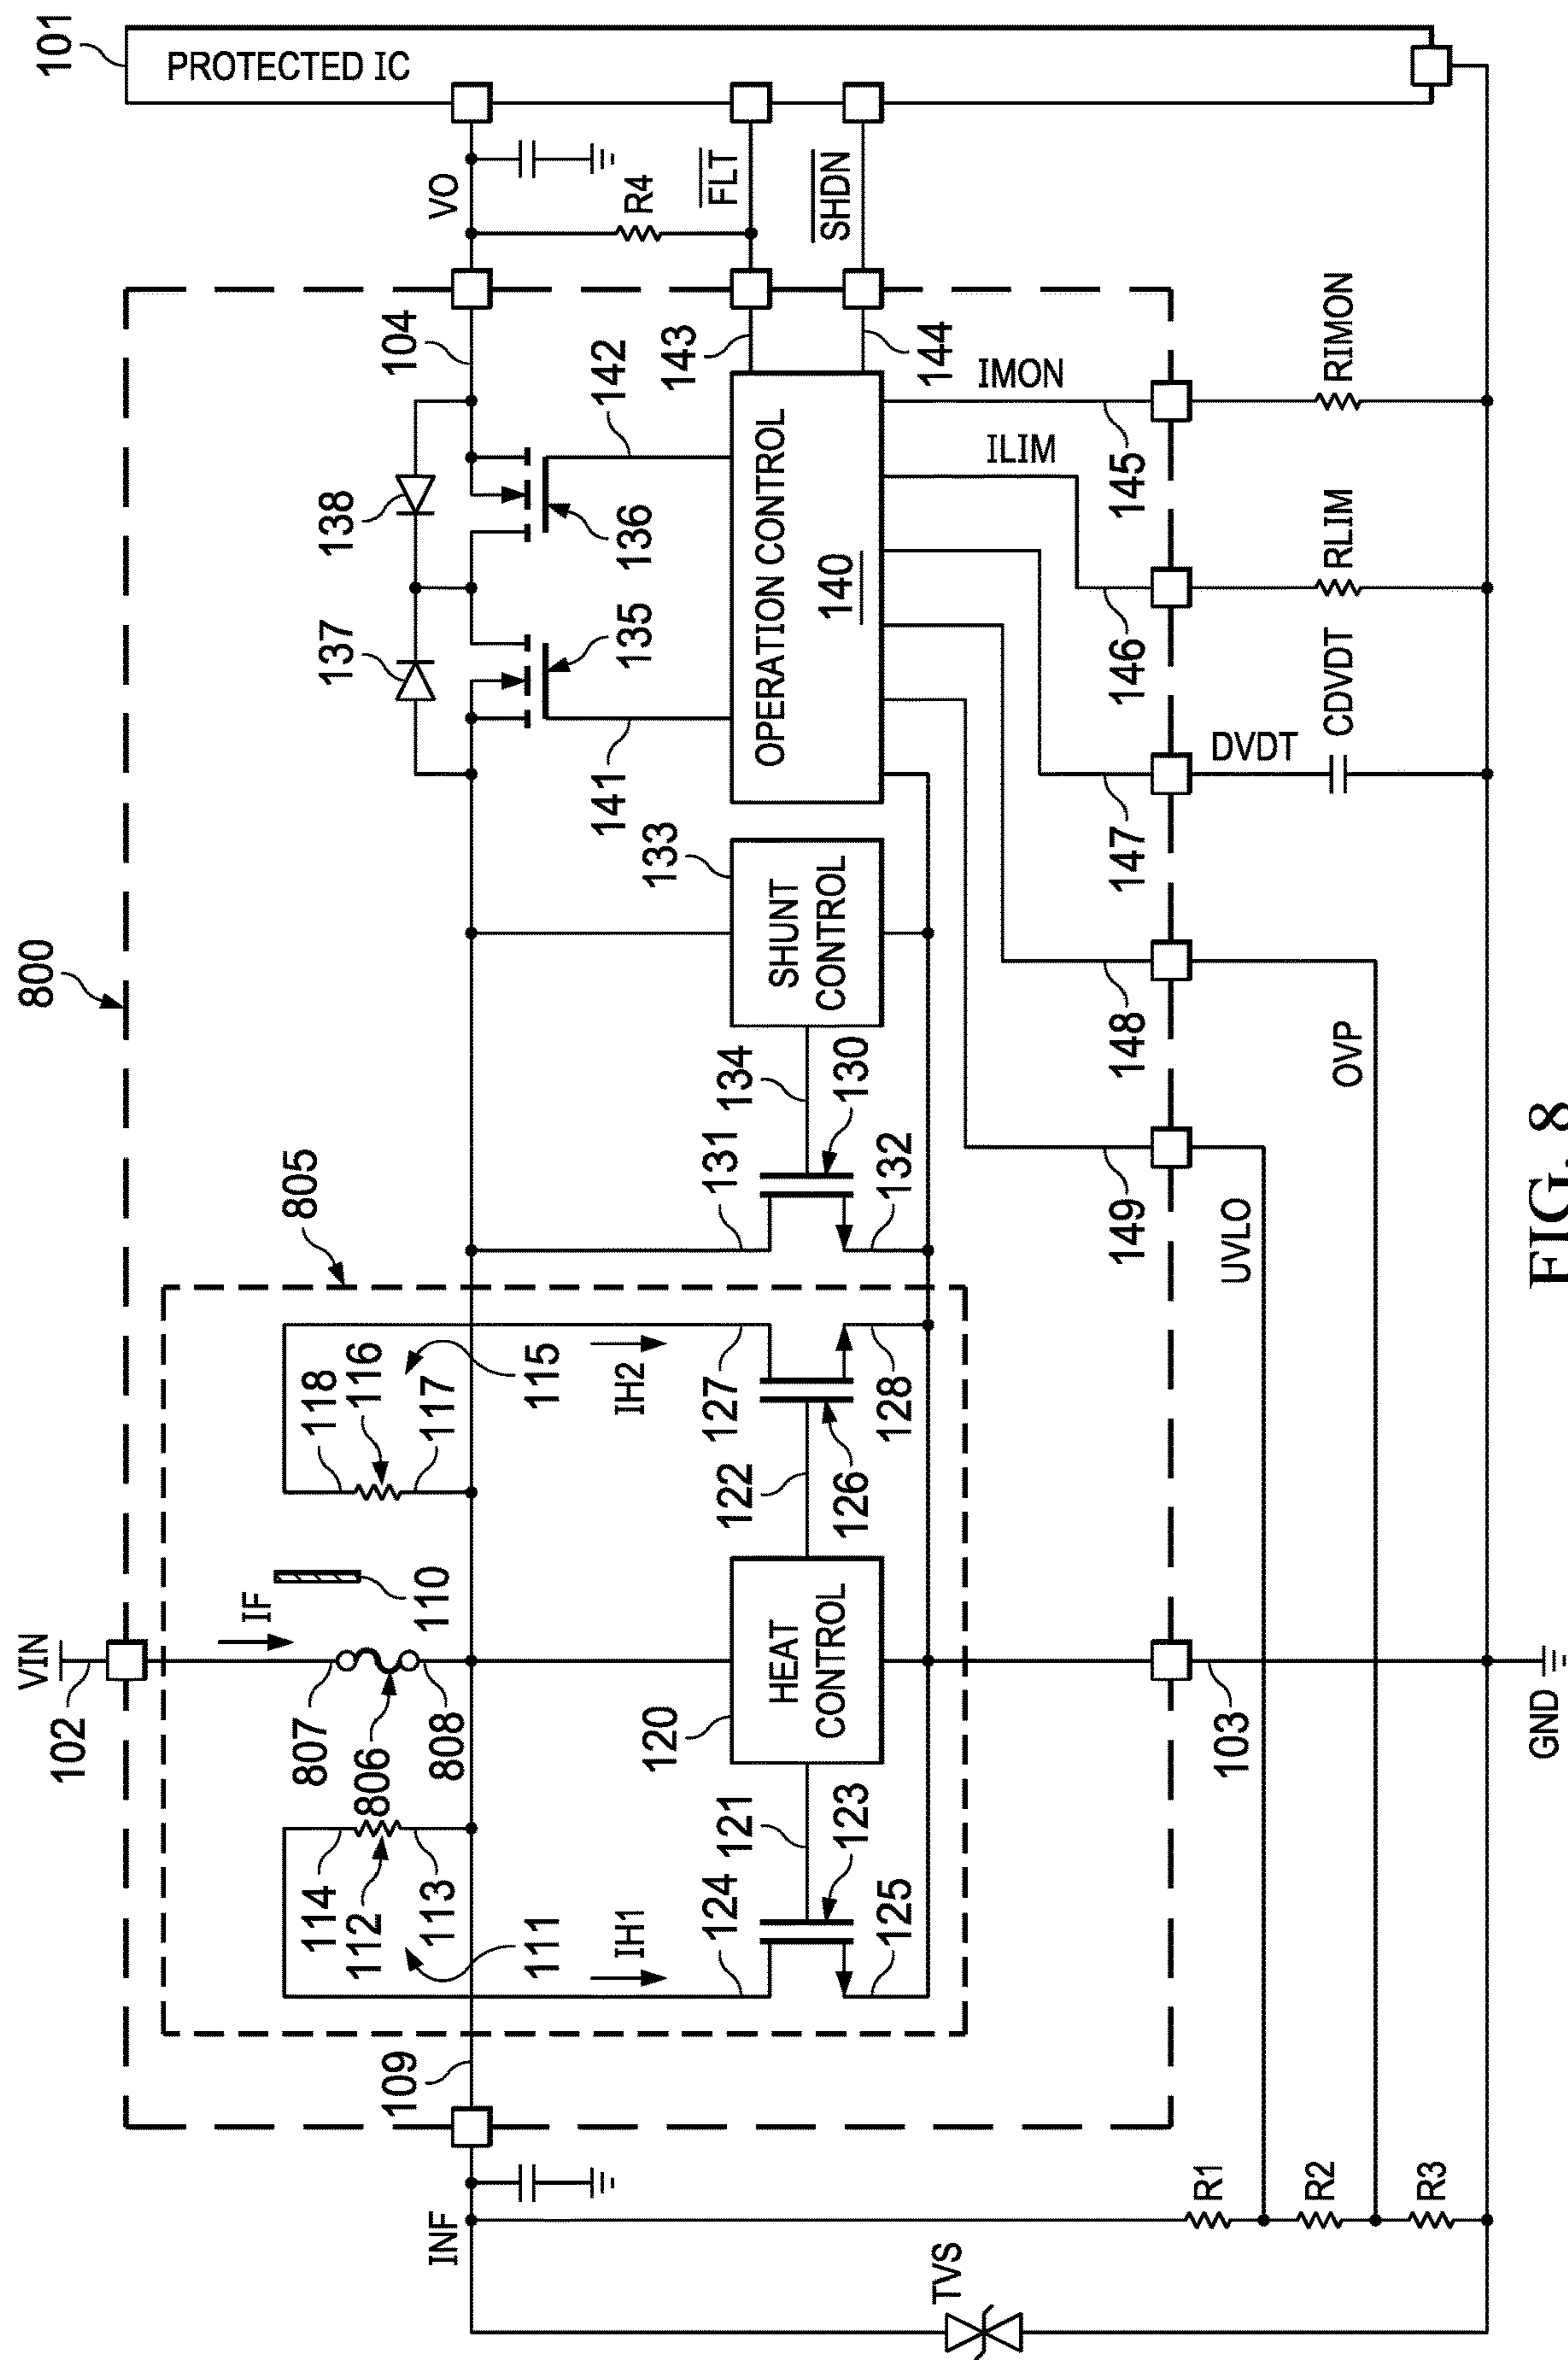 VIN
800
101
102
PROTECTED IC
IF
807
805
114
118
137
138
112
806
116
109
113
808
110
117
104
INF
VO
111
115
IH1
IH2
141
135
142
136
R4
120
133
143
FLT
124
121
122
127
131
134
HEAT CONTROL
SHUNT CONTROL
OPERATION CONTROL
140
SHDN
123
126
130
125
128
132
144
TVS
ILIM
IMON
149
148
147
146
145
R1
103
UVLO
DVDT
R2
OVP
CDVDT
RLIM
RIMON
R3
GND
FIG. 8